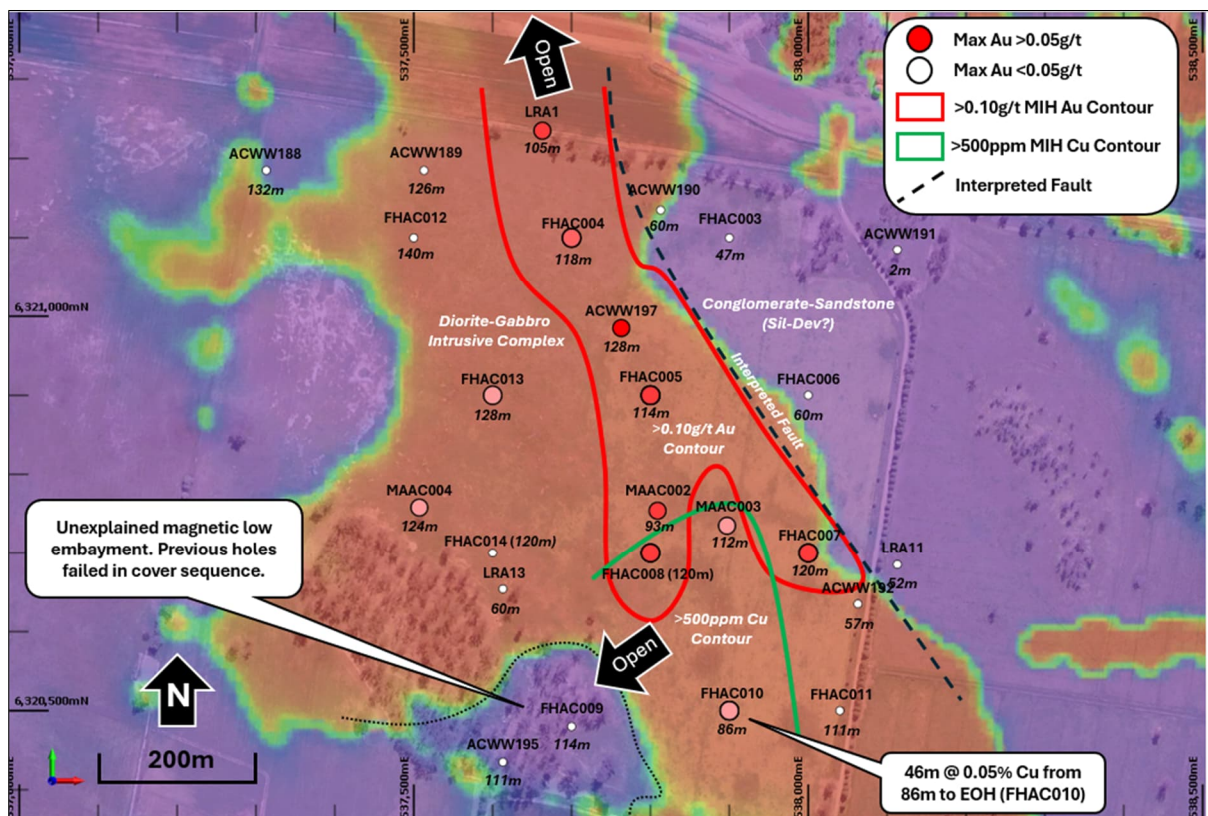 537,000mE
537,500mE
538,000mE
538,500mE
Open
Max Au >0.05g/t
Max Au <0.05g/t
>0.10g/t MIH Au Contour
>500ppm MIH Cu Contour
Interpreted Fault
LRA1
105m
ACWW188
132m
ACWW189
126m
ACWW190
60m
FHAC012
140m
FHAC004
118m
FHAC003
47m
ACWW191
2m
6,321,000mN
Conglomerate-Sandstone
(Sil-Dev?)
Diorite-Gabbro
Intrusive Complex
ACWW197
128m
FHAC013
128m
FHAC005
114m
Interpreted Fault
FHAC006
60m
>0.10g/t Au
Contour
MAAC004
124m
MAAC002
93m
MAAC003
112m
Unexplained magnetic low
embayment. Previous holes
failed in cover sequence.
FHAC014 (120m)
FHAC007
120m
LRA11
52m
LRA13
60m
FHAC008 (120m)
ACWW192
57m
>500ppm Cu
Contour
Open
N
6,320,500mN
FHAC009
114m
FHAC010
86m
FHAC011
111m
ACWW195
111m
200m
46m @ 0.05% Cu from
86m to EOH (FHAC010)
537,500mE
538,000mE